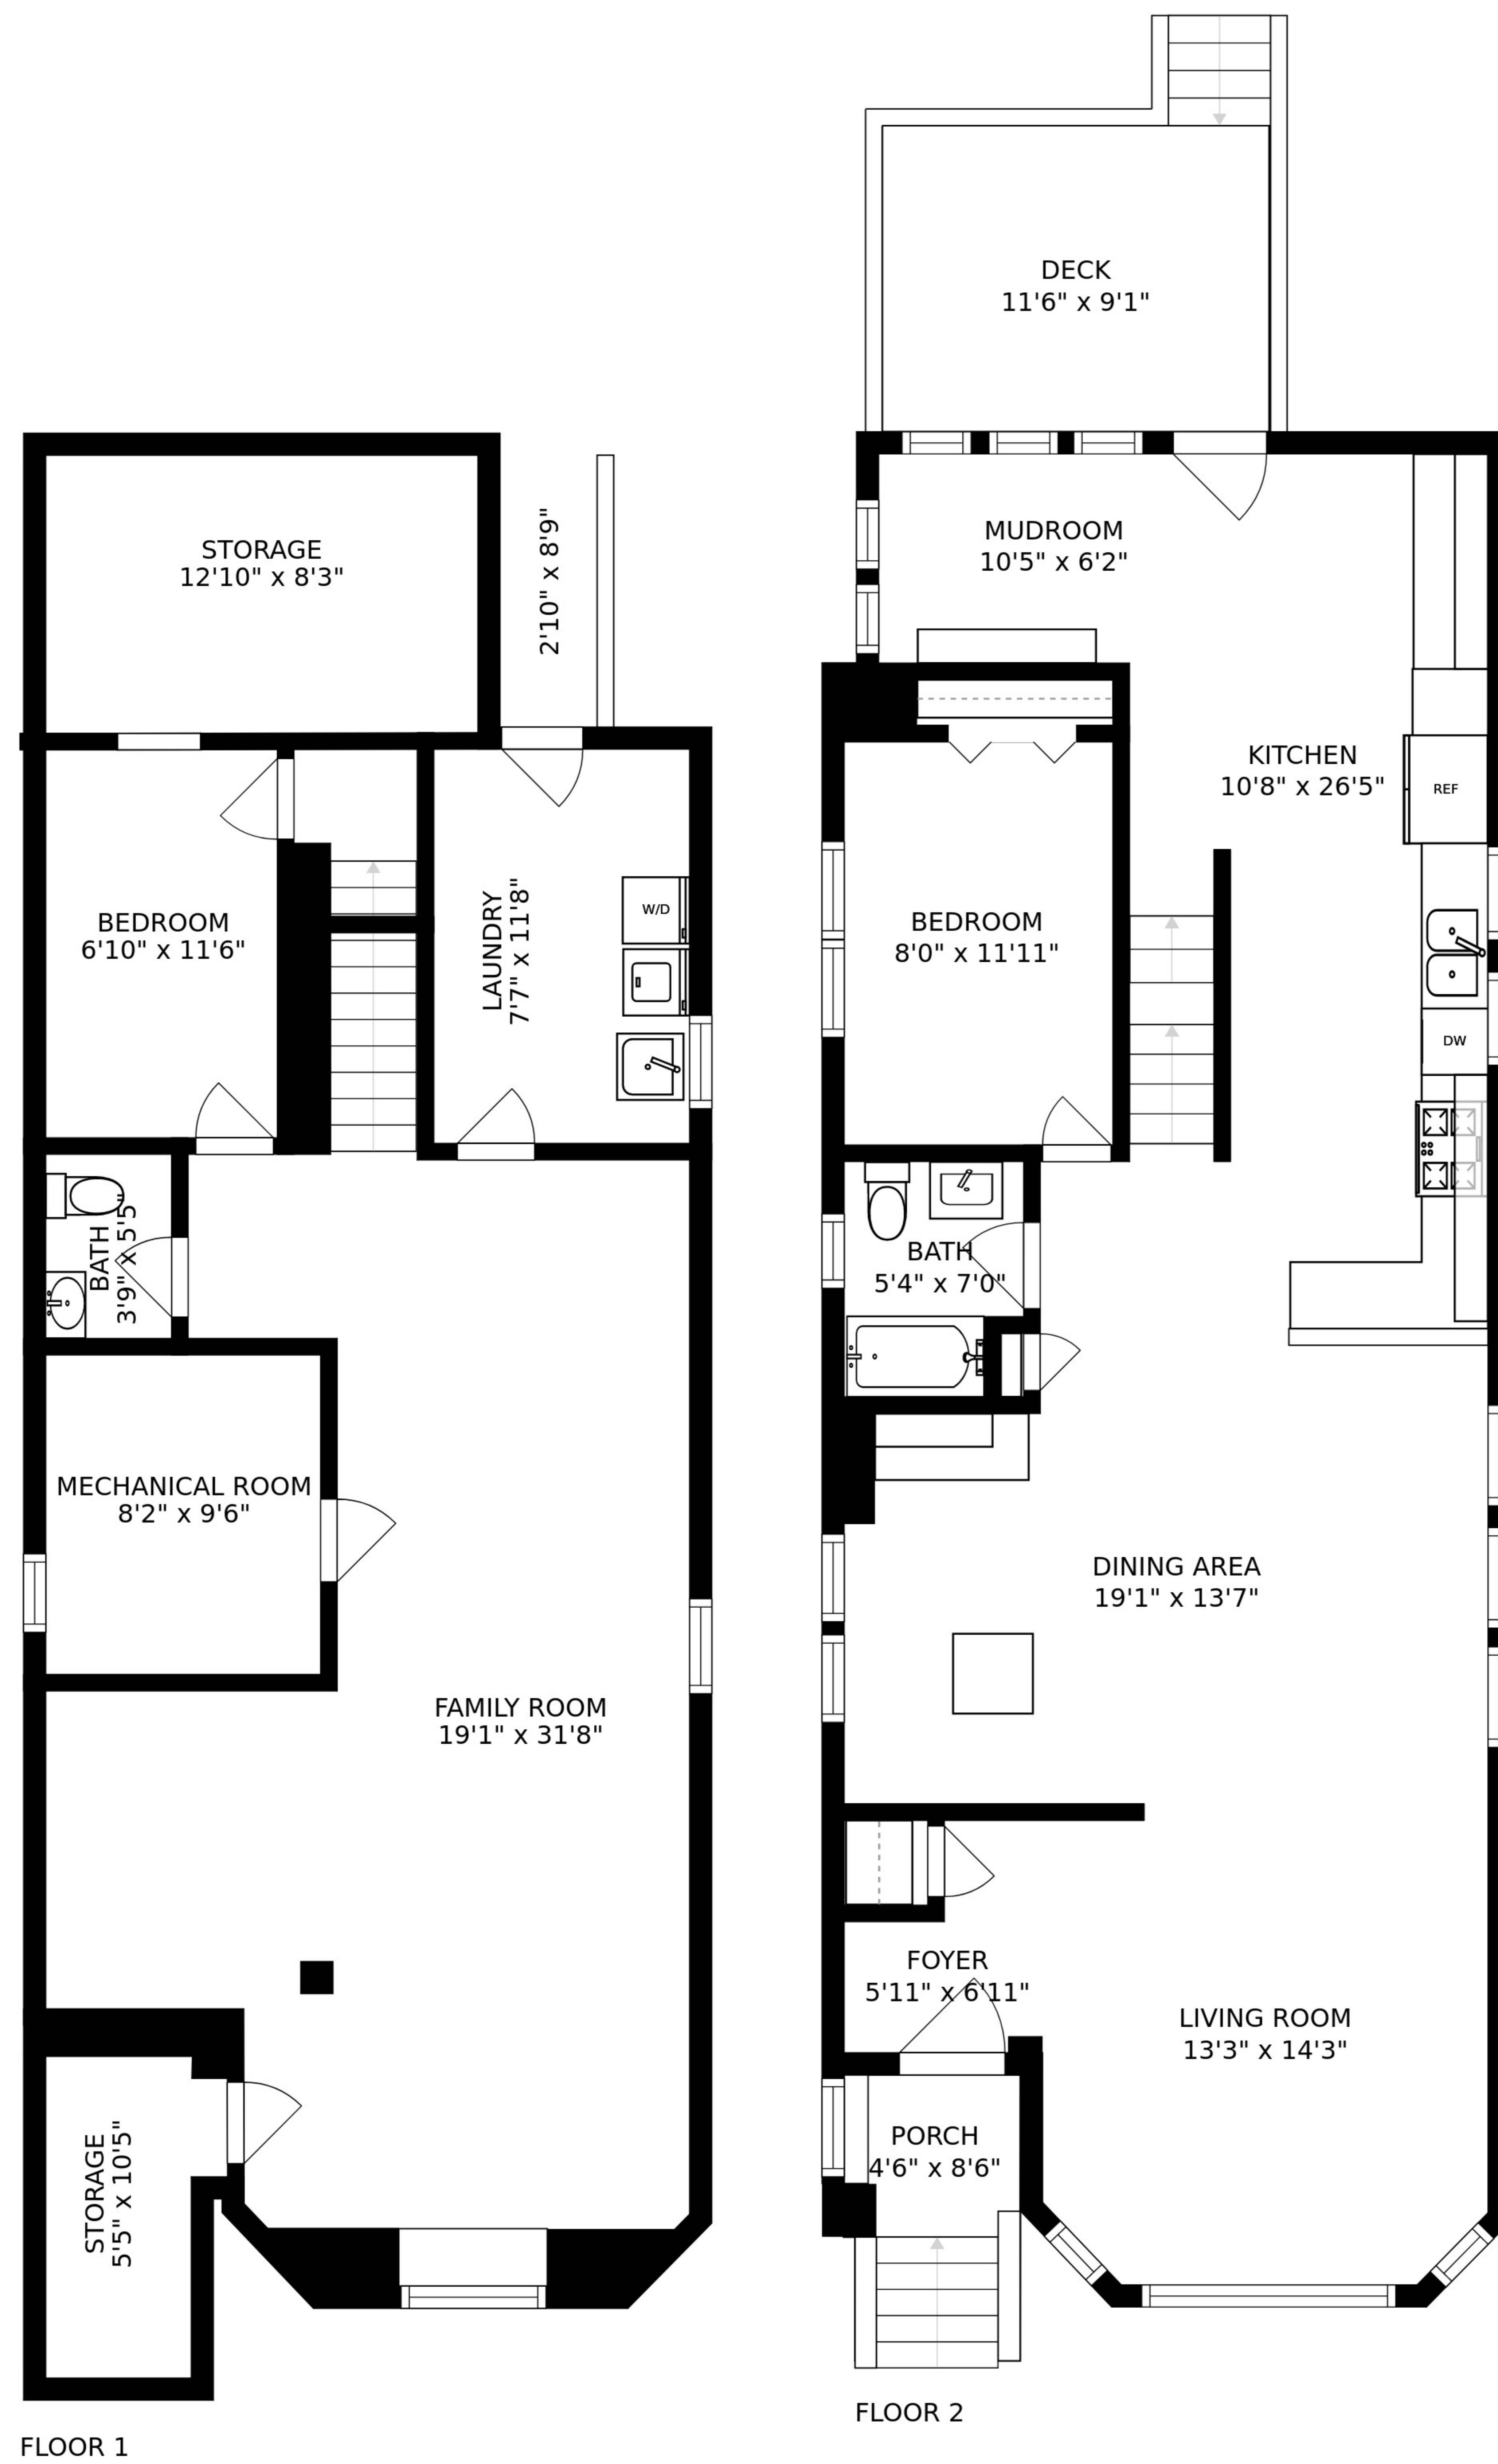 STORAGE
12'10" x 8'3"
2'10" x 8'9"
BEDROOM
6'10" x 11'6"
LAUNDRY
7'7" x 11'8"
W/D
BATH
3'9" x 5'5"
MECHANICAL ROOM
8'2" x 9'6"
FAMILY ROOM
19'1" x 31'8"
STORAGE
5'5" x 10'5"
FLOOR 1
DECK
11'6" x 9'1"
MUDROOM
10'5" x 6'2"
KITCHEN
10'8" x 26'5"
REF
BEDROOM
8'0" x 11'11"
DW
BATH
5'4" x 7'0"
DINING AREA
19'1" x 13'7"
FOYER
5'11" x 6'11"
LIVING ROOM
13'3" x 14'3"
PORCH
4'6" x 8'6"
FLOOR 2